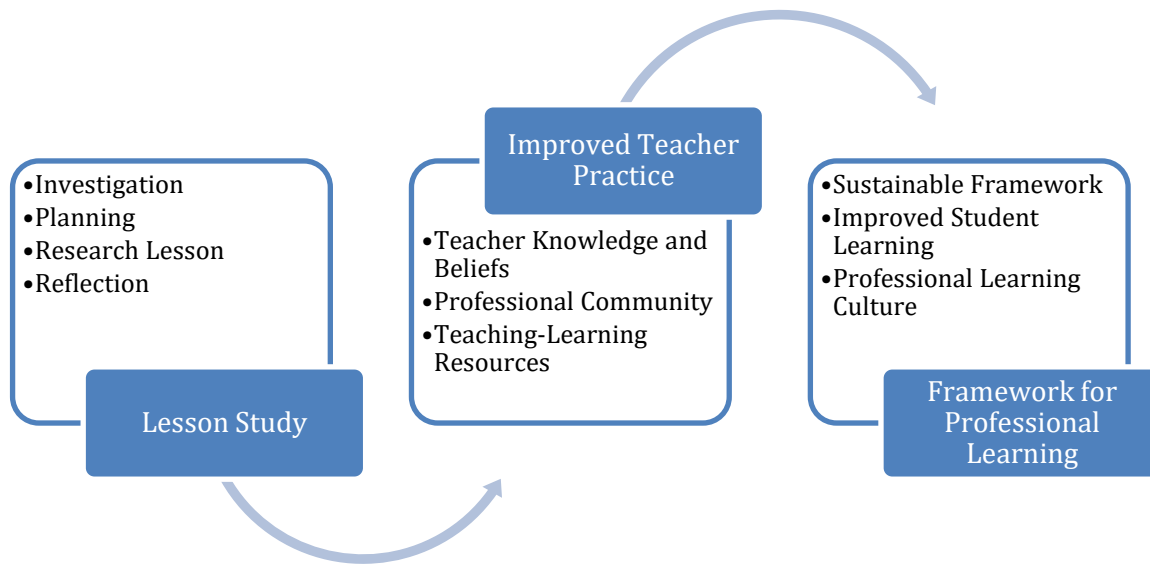 •Investigation
•Planning
•Research Lesson
•Reflection
Lesson Study
Improved Teacher
Practice
•Teacher Knowledge and
Beliefs
•Professional Community
•Teaching-Learning
Resources
•Sustainable Framework
•Improved Student
Learning
•Professional Learning
Culture
Framework for
Professional
Learning